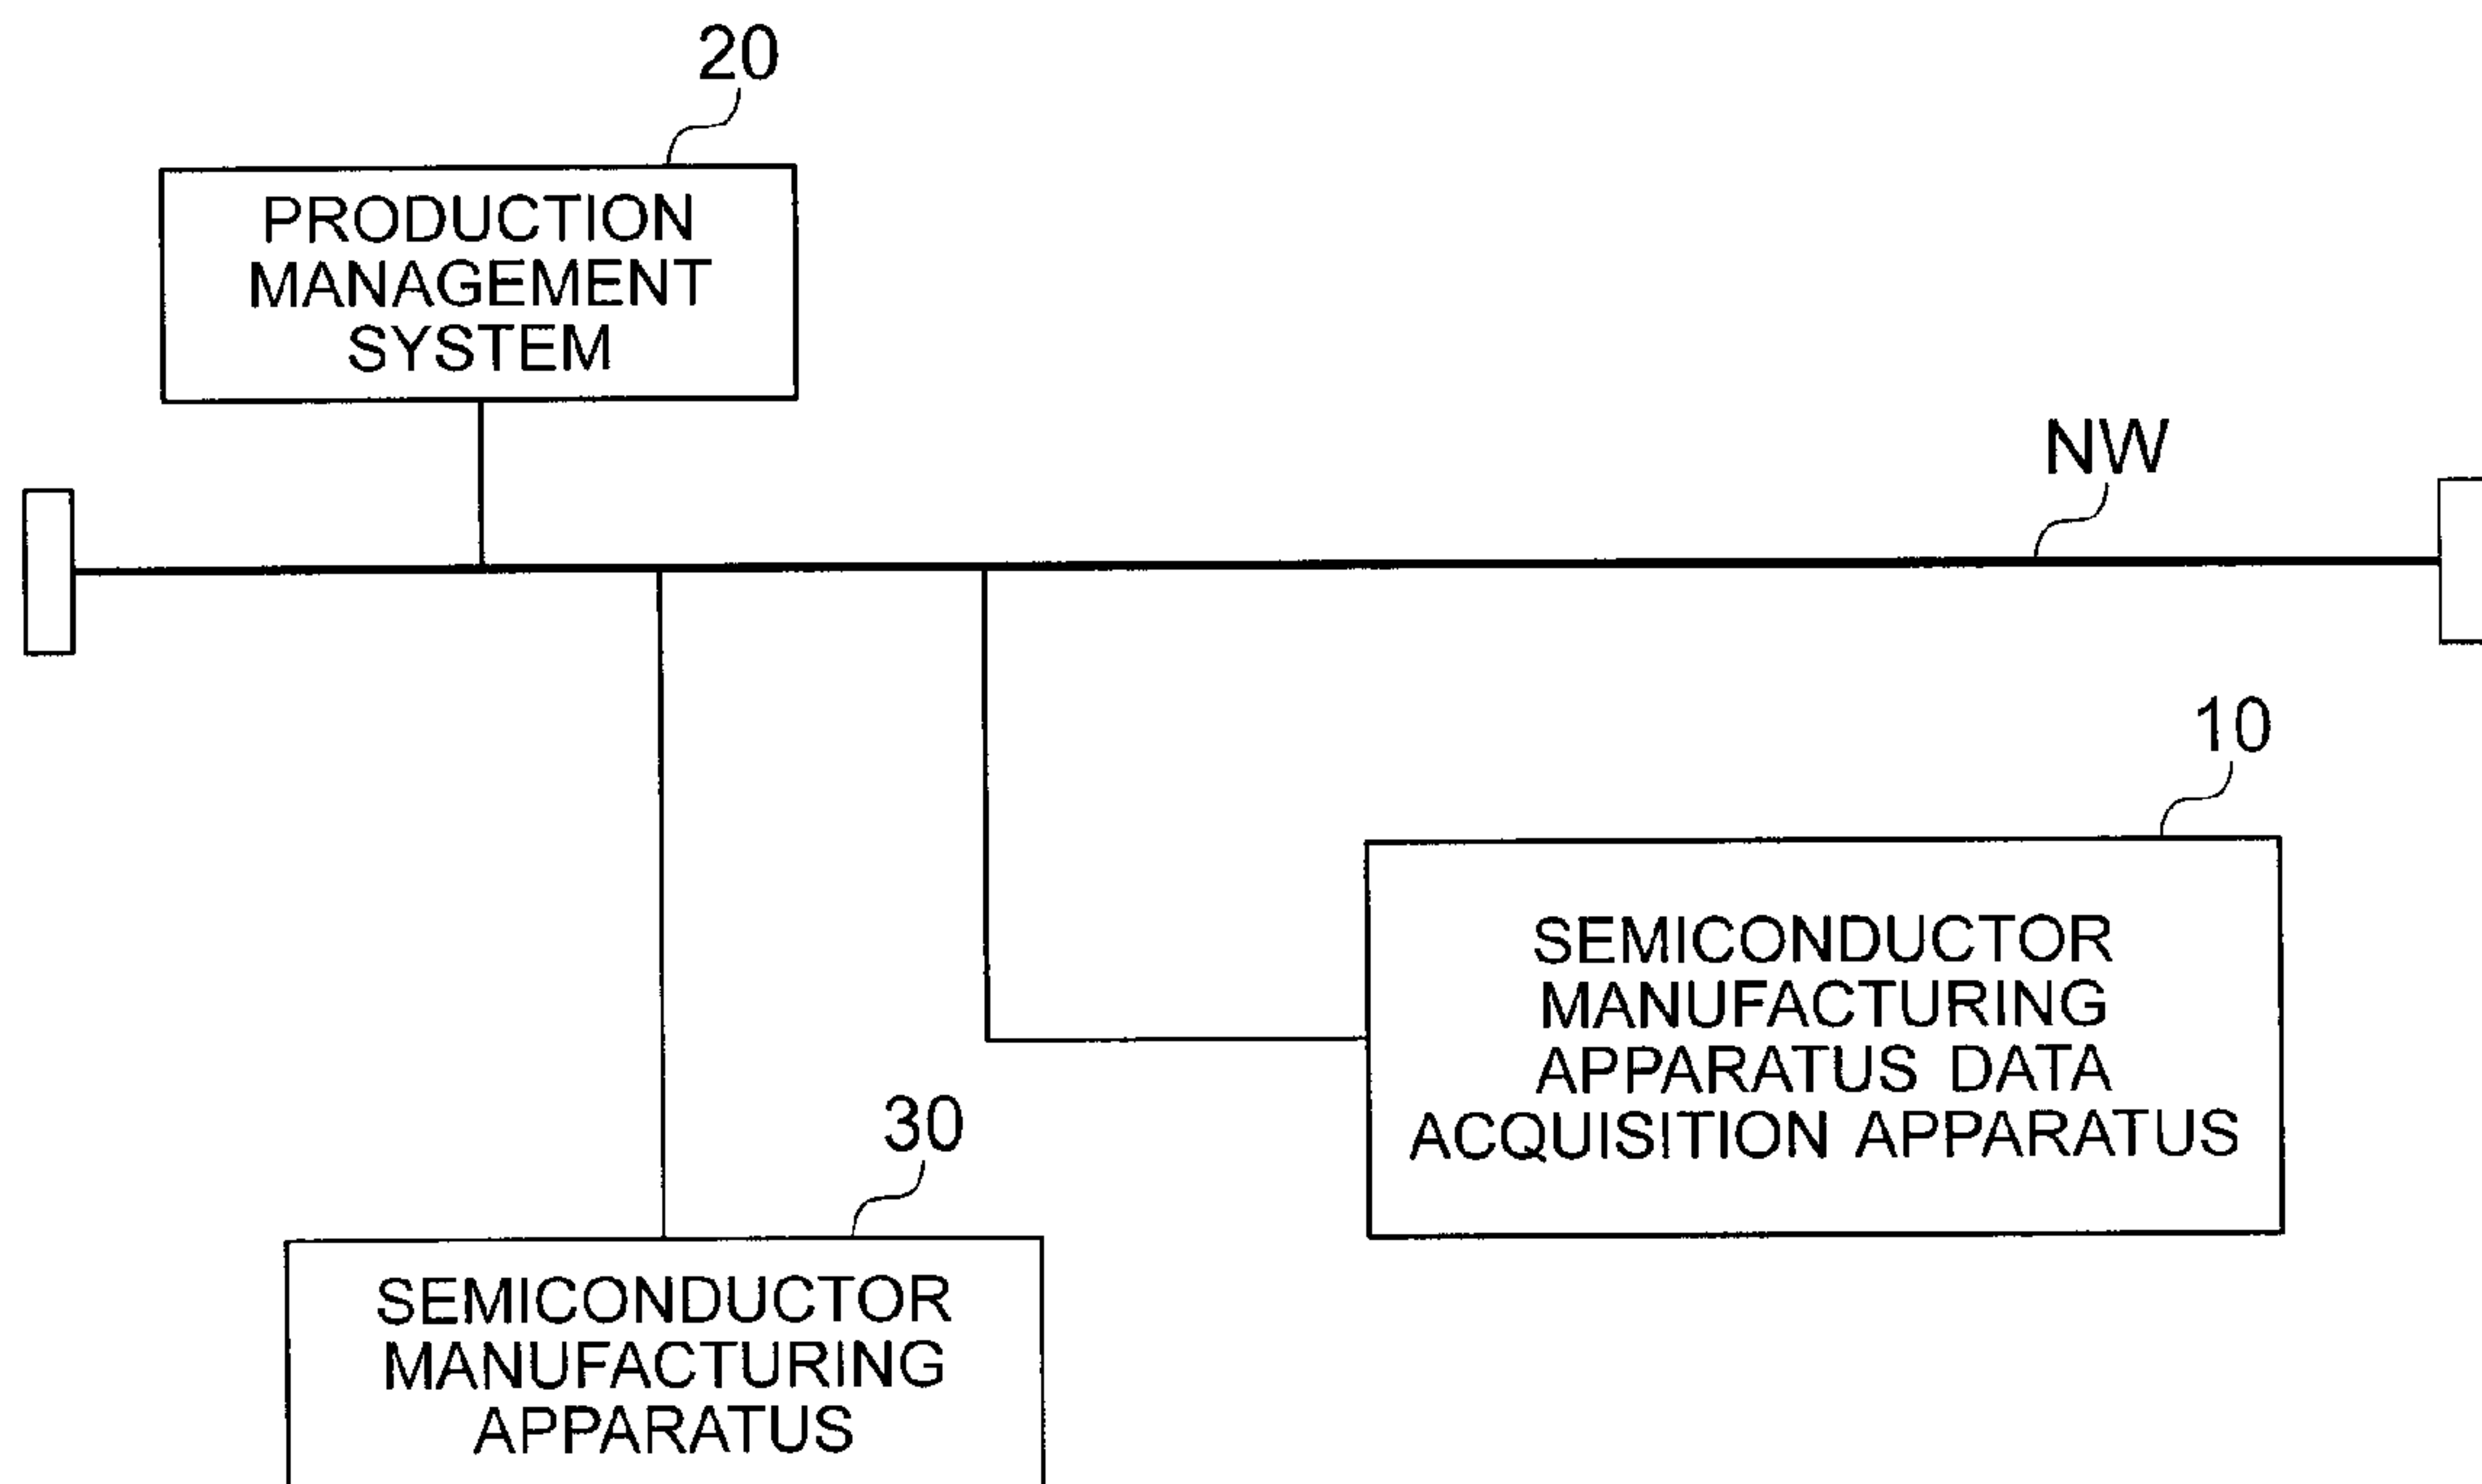 20
PRODUCTION
MANAGEMENT
SYSTEM
NW
10
SEMICONDUCTOR
MANUFACTURING
APPARATUS DATA
ACQUISITION APPARATUS
30
SEMICONDUCTOR
MANUFACTURING
APPARATUS